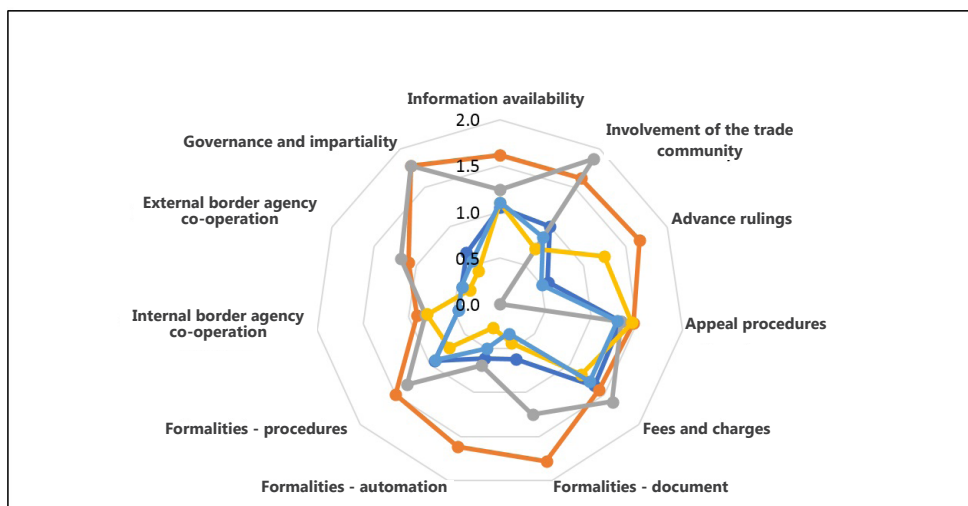 Information availability
2.0
Governance and impartiality
Involvement of the trade
community
1.5
External border agency
co-operation
1.0
Advance rulings
0.5
0.0
Internal border agency
co-operation
Appeal procedures
Formalities - procedures
Fees and charges
Formalities - automation
Formalities - document